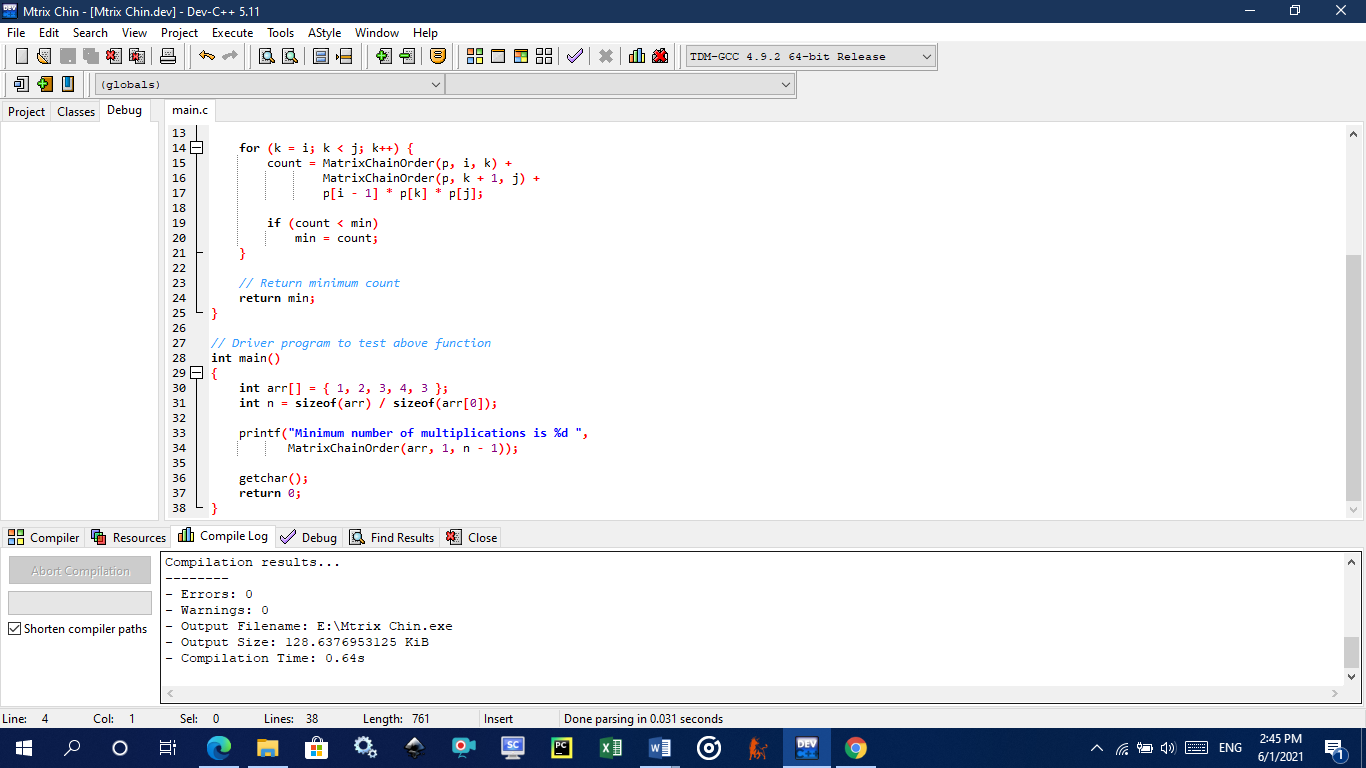 Mtrix Chin - [Mtrix Chin.dev] - Dev-C++ 5.11
File Edit Search View Project Execute Tools AStyle Window Help
TDM-GCC 4.9.2 64-bit Release
(globals)
Project Classes Debug main.c
13
14 for (k = i; k < j; k++) {
15 count = MatrixChainOrder(p, i, k) +
16 MatrixChainOrder(p, k + 1, j) +
17 p[i - 1] * p[k] * p[j];
18
19 if (count < min)
20 min = count;
21 }
22
23 // Return minimum count
24 return min;
25 }
26
27 // Driver program to test above function
28 int main()
29 {
30 int arr[] = { 1, 2, 3, 4, 3 };
31 int n = sizeof(arr) / sizeof(arr[0]);
32
33 printf("Minimum number of multiplications is %d ",
34 MatrixChainOrder(arr, 1, n - 1));
35
36 getchar();
37 return 0;
38 }
Compiler Resources Compile Log Debug Find Results Close
Abort Compilation
Shorten compiler paths
Compilation results...
--------
- Errors: 0
- Warnings: 0
- Output Filename: E:\Mtrix Chin.exe
- Output Size: 128.6376953125 KiB
- Compilation Time: 0.64s
Line: 4 Col: 1 Sel: 0 Lines: 38 Length: 761 Insert Done parsing in 0.031 seconds
SC PC DEV ENG 2:45 PM
6/1/2021 1